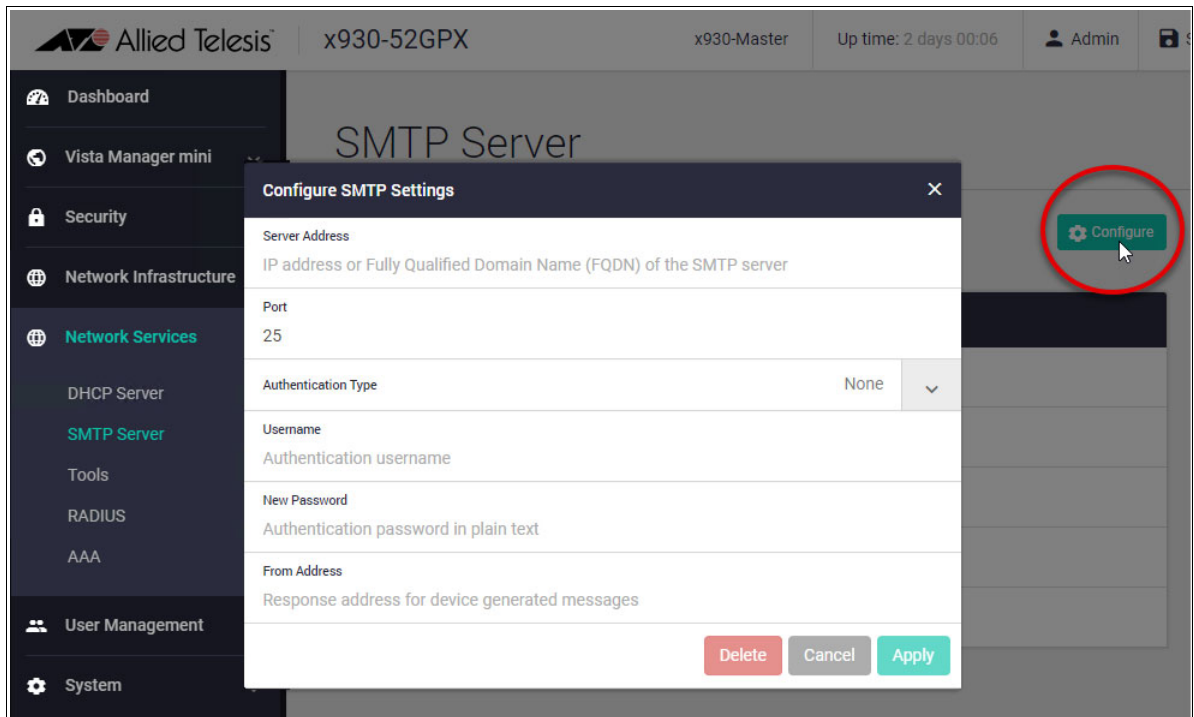 Allied Telesis x930-52GPX x930-Master Up time: 2 days 00:06 Admin S
Dashboard
Vista Manager mini
Security
Network Infrastructure
Network Services
DHCP Server
SMTP Server
Tools
RADIUS
AAA
User Management
System
SMTP Server
Configure
Configure SMTP Settings
Server Address
IP address or Fully Qualified Domain Name (FQDN) of the SMTP server
Port
25
Authentication Type None
Username
Authentication username
New Password
Authentication password in plain text
From Address
Response address for device generated messages
Delete Cancel Apply